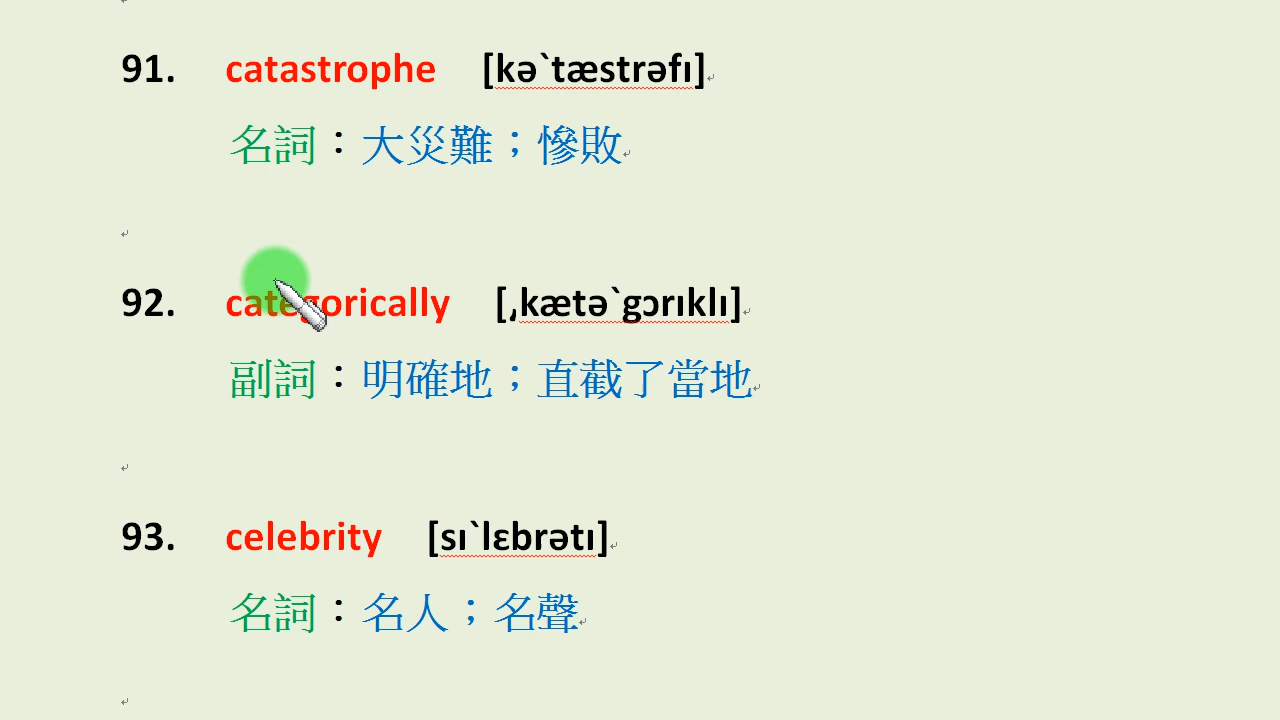 91. catastrophe [kə`tæstrəfɪ]
名詞：大災難；慘敗
92. categorically [͵kætə`gɔrɪklɪ]
副詞：明確地；直截了當地
93. celebrity [sɪ`lɛbrətɪ]
名詞：名人；名聲